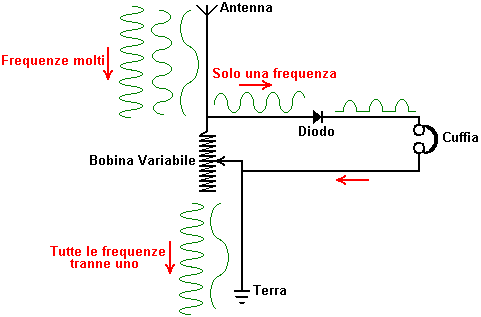 Antenna
Frequenze molti
Solo una frequenza
Diodo
Cuffia
Bobina Variabile
Tutte le frequenze
tranne uno
Terra